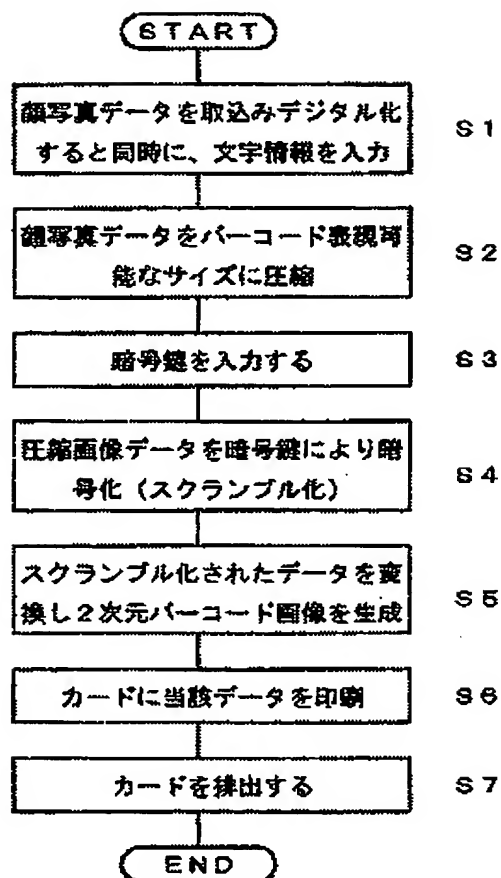 START
顔写真データを取込みデジタル化
すると同時に、文字情報を入力
S1
顔写真データをバーコード表現可
能なサイズに圧縮
S2
暗号鍵を入力する
S3
圧縮画像データを暗号鍵により暗
号化(スクランブル化)
S4
スクランブル化されたデータを変
換し2次元バーコード画像を生成
S5
カードに当該データを印刷
S6
カードを排出する
S7
END